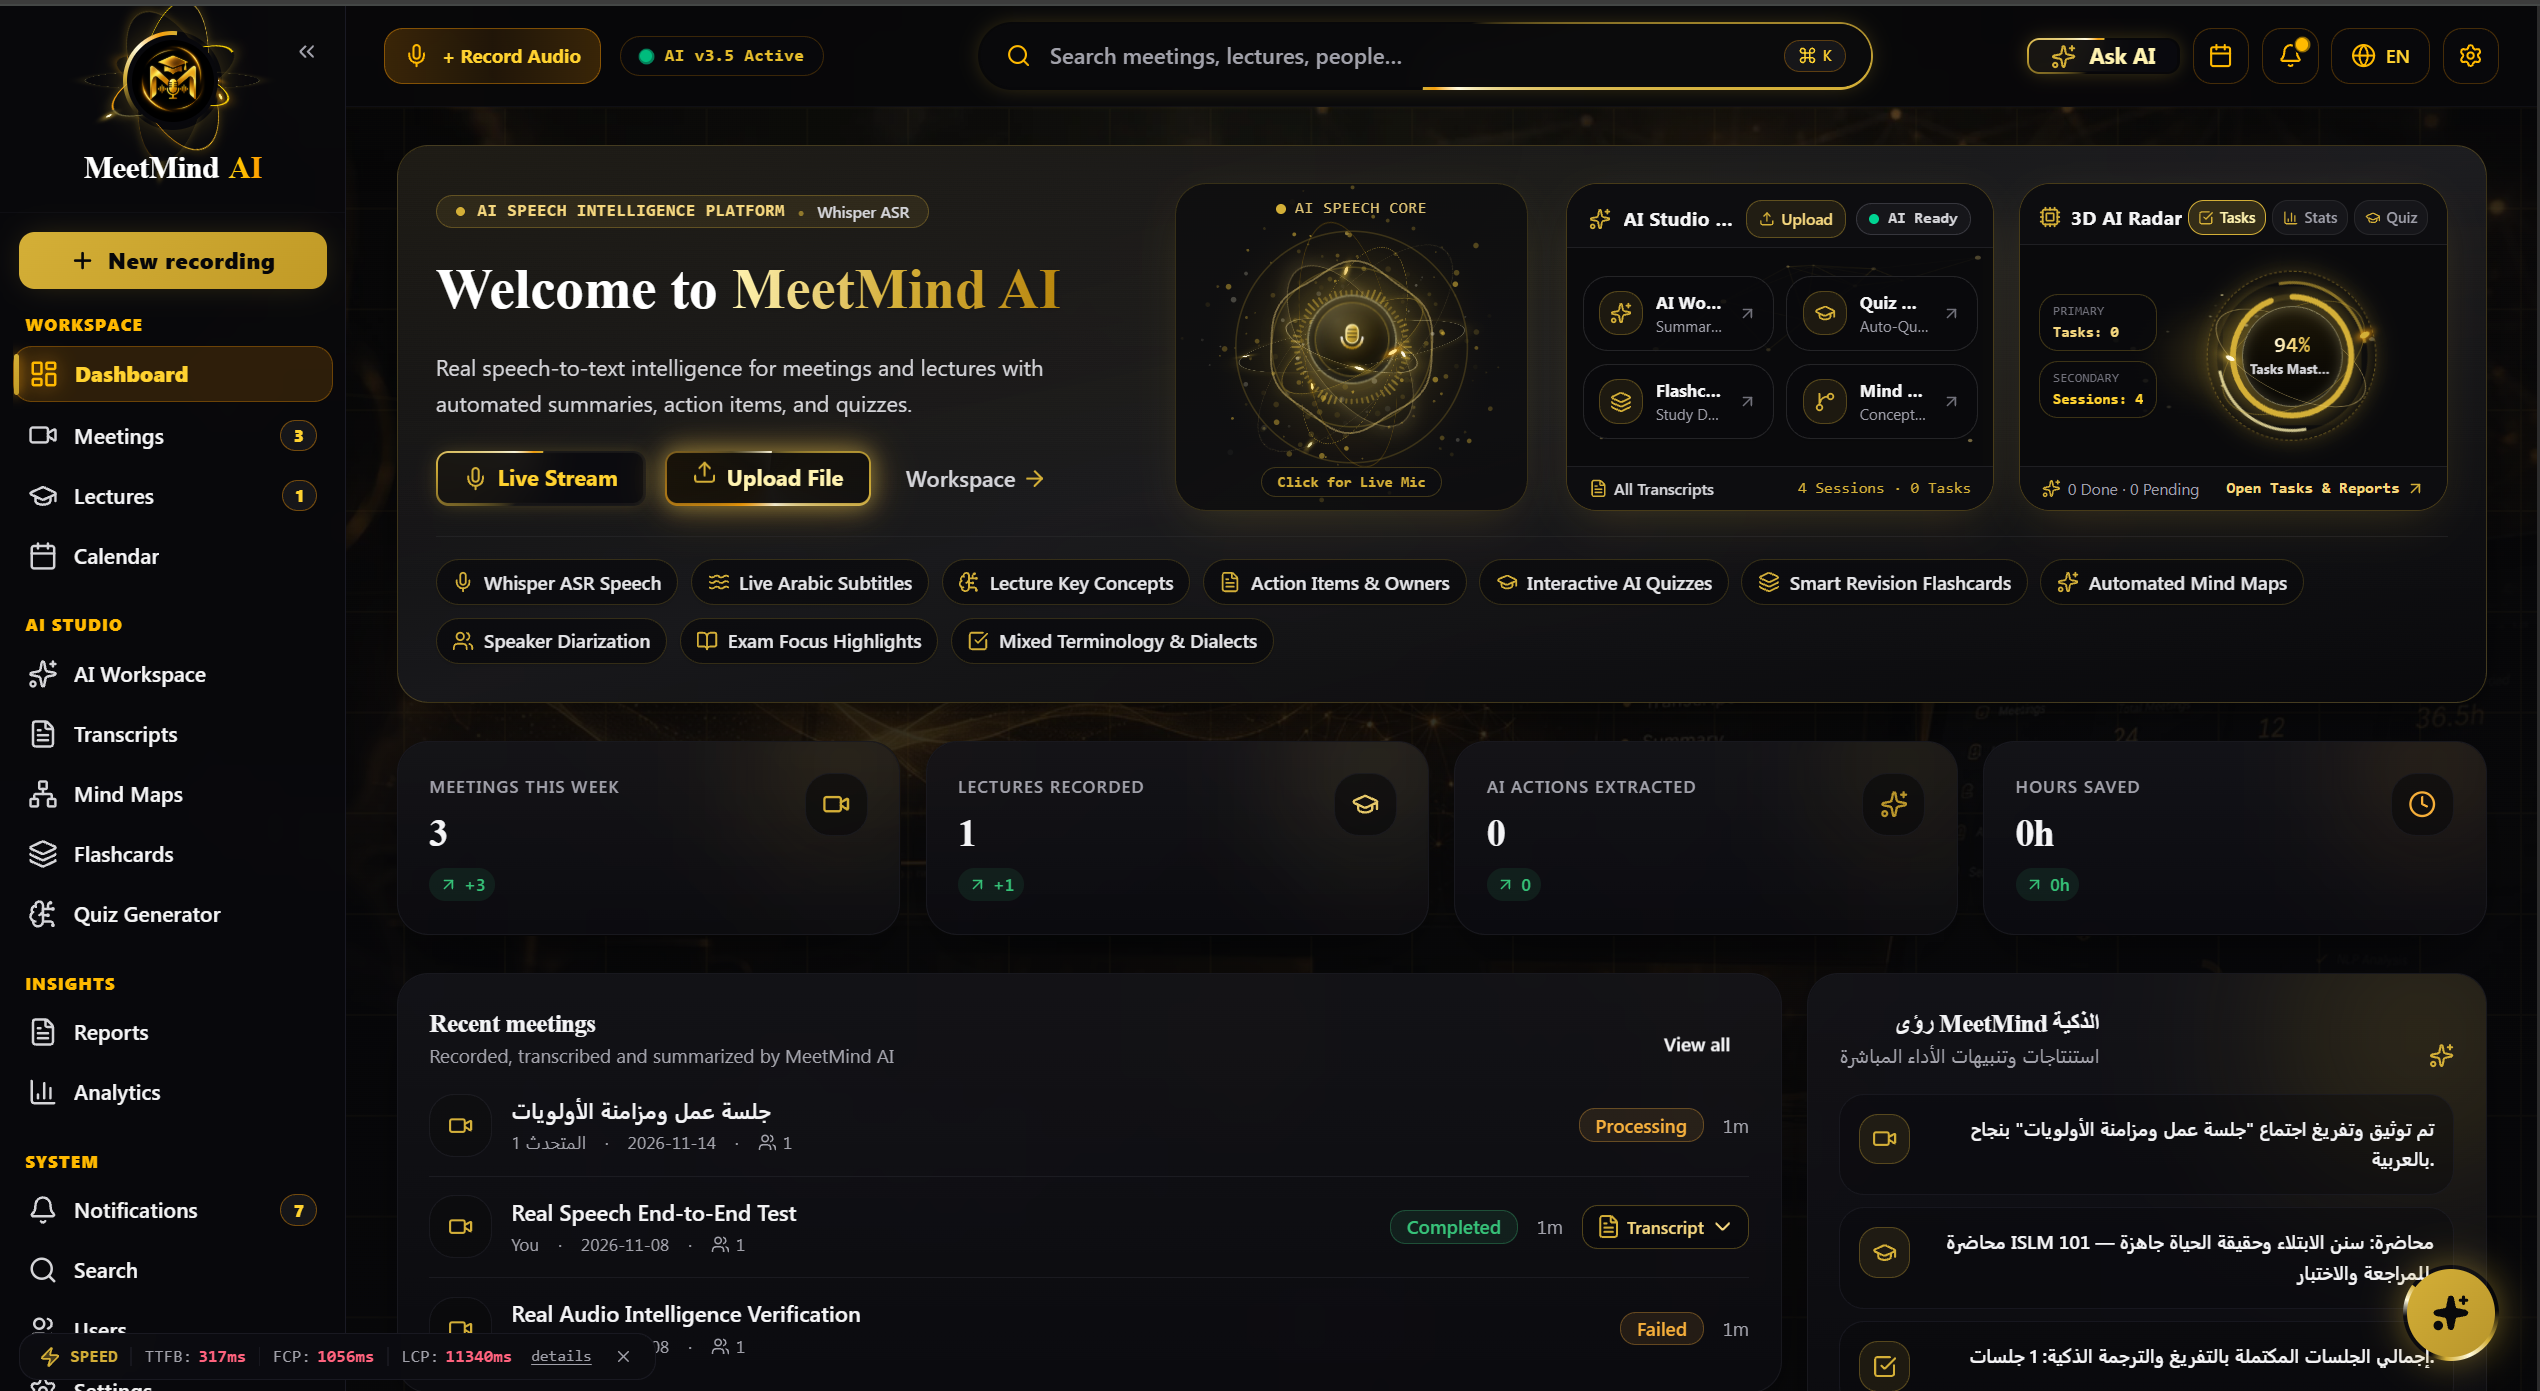 MeetMind AI
+ New recording
WORKSPACE
Dashboard
Meetings 3
Lectures 1
Calendar
AI STUDIO
AI Workspace
Transcripts
Mind Maps
Flashcards
Quiz Generator
INSIGHTS
Reports
Analytics
SYSTEM
Notifications 7
Search
Users
Settings
SPEED TTFB: 317ms FCP: 1056ms LCP: 11340ms details
+ Record Audio
AI v3.5 Active
Search meetings, lectures, people...
⌘ K
Ask AI
EN
AI SPEECH INTELLIGENCE PLATFORM • Whisper ASR
Welcome to MeetMind AI
Real speech-to-text intelligence for meetings and lectures with
automated summaries, action items, and quizzes.
Live Stream
Upload File
Workspace →
AI SPEECH CORE
Click for Live Mic
AI Studio ...
Upload
AI Ready
AI Wo...
Summar...
Quiz ...
Auto-Qu...
Flashc...
Study D...
Mind ...
Concept...
All Transcripts
4 Sessions · 0 Tasks
3D AI Radar
Tasks
Stats
Quiz
PRIMARY
Tasks: 0
SECONDARY
Sessions: 4
94%
Tasks Mast...
0 Done · 0 Pending
Open Tasks & Reports
Whisper ASR Speech
Live Arabic Subtitles
Lecture Key Concepts
Action Items & Owners
Interactive AI Quizzes
Smart Revision Flashcards
Automated Mind Maps
Speaker Diarization
Exam Focus Highlights
Mixed Terminology & Dialects
MEETINGS THIS WEEK
3
+3
LECTURES RECORDED
1
+1
AI ACTIONS EXTRACTED
0
0
HOURS SAVED
0h
0h
24
12
36.5h
Recent meetings
Recorded, transcribed and summarized by MeetMind AI
View all
جلسة عمل ومزامنة الأولويات
المتحدث 1 · 2026-11-14 · 1
Processing 1m
Real Speech End-to-End Test
You · 2026-11-08 · 1
Completed 1m
Transcript
Real Audio Intelligence Verification
08 · 1
Failed 1m
رؤى MeetMind الذكية
استنتاجات وتنبيهات الأداء المباشرة
تم توثيق وتفريغ اجتماع "جلسة عمل ومزامنة الأولويات" بنجاح
بالعربية.
محاضرة: سنن الابتلاء وحقيقة الحياة جاهزة — ISLM 101 محاضرة
للمراجعة والاختبار
إجمالي الجلسات المكتملة بالتفريغ والترجمة الذكية: 1 جلسات.